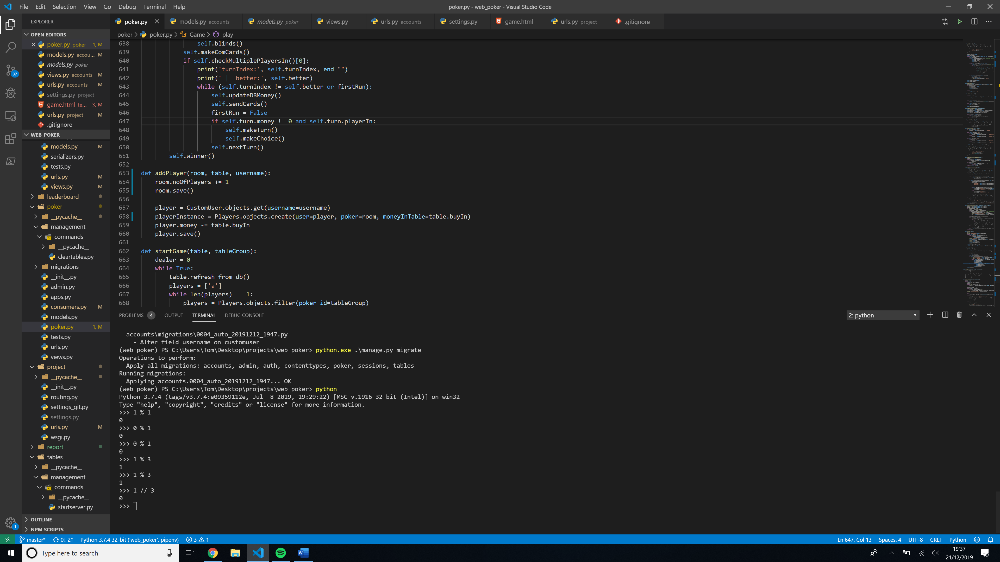 File Edit Selection View Go Debug Terminal Help
poker.py - web_poker - Visual Studio Code
EXPLORER
poker.py
models.py accounts
models.py poker
views.py
urls.py accounts
settings.py
game.html
urls.py project
.gitignore
OPEN EDITORS
poker.py poker 1, M
models.py accou... M
models.py poker
views.py accounts M
urls.py accounts M
settings.py project
game.html te... 3, M
urls.py project M
.gitignore
WEB_POKER
models.py M
serializers.py
tests.py
urls.py M
views.py M
leaderboard
poker
__pycache__
management
commands
__pycache__
cleartables.py
migrations
__init__.py
admin.py
apps.py
consumers.py M
models.py
poker.py 1, M
tests.py
urls.py
views.py
project
__pycache__
__init__.py
routing.py
settings_git.py
settings.py
urls.py M
wsgi.py
report
tables
__pycache__
management
commands
__pycache__
startserver.py
OUTLINE
NPM SCRIPTS
37
1
poker > poker.py > Game > play
638 self.blinds()
639 self.makeComCards()
640 if self.checkMultiplePlayersIn()[0]:
641 print('turnIndex:', self.turnIndex, end="")
642 print(' |  better:', self.better)
643 while (self.turnIndex != self.better or firstRun):
644 self.updateDBMoney()
645 self.sendCards()
646 firstRun = False
647 if self.turn.money != 0 and self.turn.playerIn:
648 self.makeTurn()
649 self.makeChoice()
650 self.nextTurn()
651 self.winner()
652
653 def addPlayer(room, table, username):
654 room.noOfPlayers += 1
655 room.save()
656
657 player = CustomUser.objects.get(username=username)
658 playerInstance = Players.objects.create(user=player, poker=room, moneyInTable=table.buyIn)
659 player.money -= table.buyIn
660 player.save()
661
662 def startGame(table, tableGroup):
663 dealer = 0
664 while True:
665 table.refresh_from_db()
666 players = ['a']
667 while len(players) == 1:
668 players = Players.objects.filter(poker_id=tableGroup)
PROBLEMS 4 OUTPUT TERMINAL DEBUG CONSOLE
2: python
accounts\migrations\0004_auto_20191212_1947.py
- Alter field username on customuser
(web_poker) PS C:\Users\Tom\Desktop\projects\web_poker> python.exe .\manage.py migrate
Operations to perform:
Apply all migrations: accounts, admin, auth, contenttypes, poker, sessions, tables
Running migrations:
Applying accounts.0004_auto_20191212_1947... OK
(web_poker) PS C:\Users\Tom\Desktop\projects\web_poker> python
Python 3.7.4 (tags/v3.7.4:e09359112e, Jul  8 2019, 19:29:22) [MSC v.1916 32 bit (Intel)] on win32
Type "help", "copyright", "credits" or "license" for more information.
>>> 1 % 1
0
>>> 0 % 1
0
>>> 0 % 1
0
>>> 1 % 3
1
>>> 1 % 3
1
>>> 1 // 3
0
>>>
master* 0↓ 2↑ Python 3.7.4 32-bit ('web_poker': pipenv) 3 1
Ln 647, Col 13 Spaces: 4 UTF-8 CRLF Python
Type here to search
19:37
21/12/2019